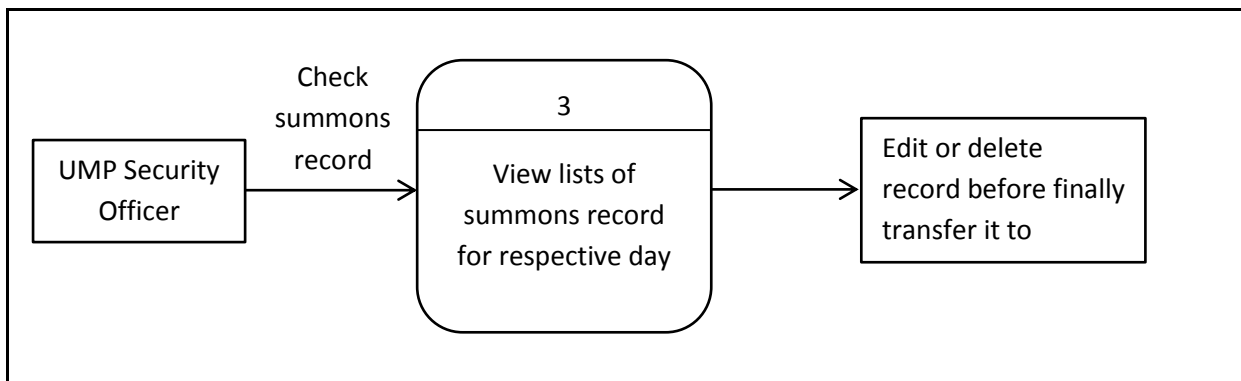 Check
summons
record
UMP Security
Officer
3
View lists of
summons record
for respective day
Edit or delete
record before finally
transfer it to